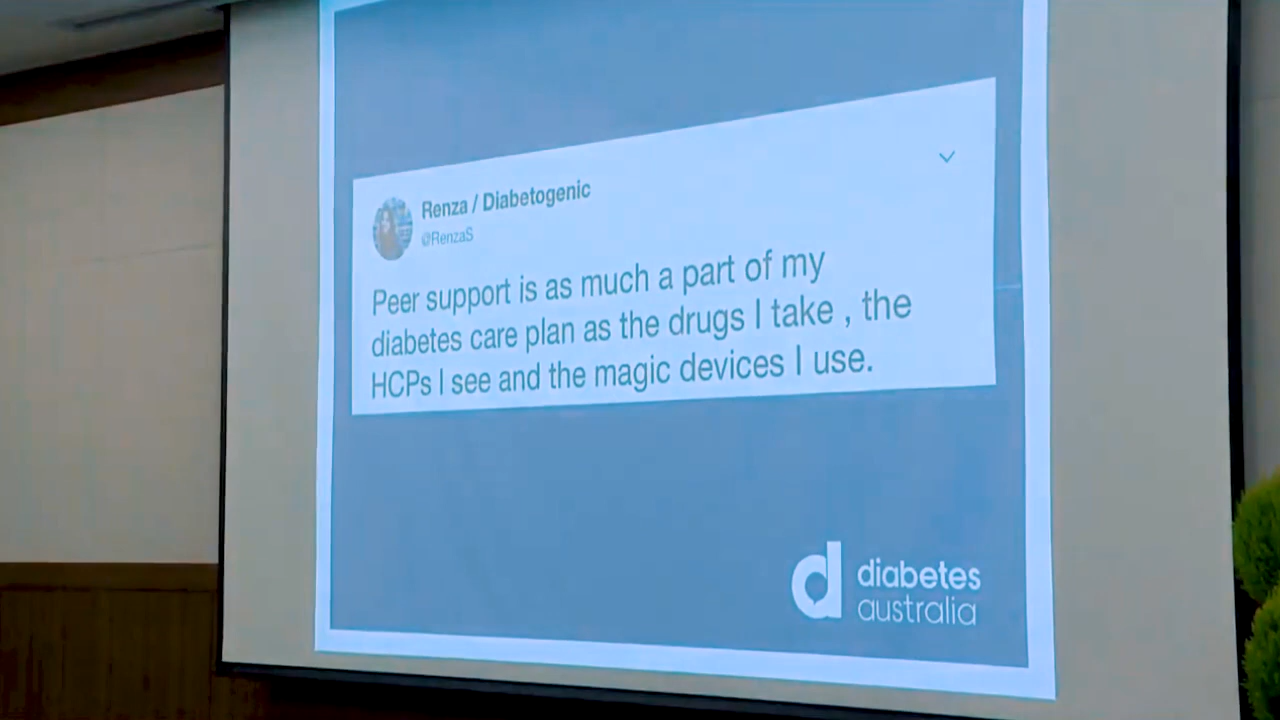 Renza / Diabetogenic
@RenzaS
Peer support is as much a part of my
diabetes care plan as the drugs I take , the
HCPs I see and the magic devices I use.
diabetes
australia